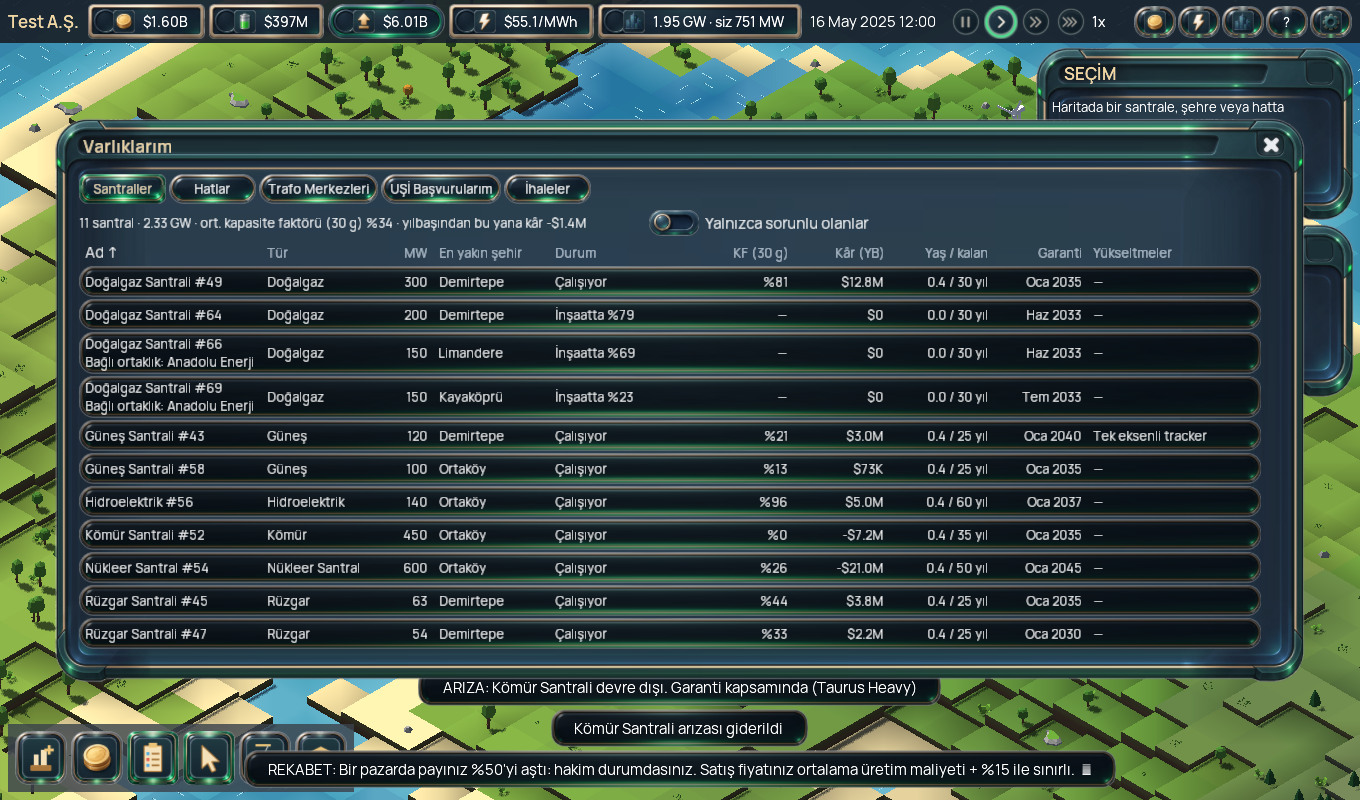 Test A.Ş. $1.60B $397M $6.01B $55.1/MWh 1.95 GW · siz 751 MW 16 May 2025 12:00 1x ?
SEÇİM
Haritada bir santrale, şehre veya hatta
Varlıklarım
Santraller Hatlar Trafo Merkezleri UŞİ Başvurularım İhaleler
11 santral · 2.33 GW · ort. kapasite faktörü (30 g) %34 · yılbaşından bu yana kâr -$1.4M Yalnızca sorunlu olanlar
Ad ↑ Tür MW En yakın şehir Durum KF (30 g) Kâr (YB) Yaş / kalan Garanti Yükseltmeler
Doğalgaz Santrali #49 Doğalgaz 300 Demirtepe Çalışıyor %81 $12.8M 0.4 / 30 yıl Oca 2035 —
Doğalgaz Santrali #64 Doğalgaz 200 Demirtepe İnşaatta %79 — $0 0.0 / 30 yıl Haz 2033 —
Doğalgaz Santrali #66
Bağlı ortaklık: Anadolu Enerji Doğalgaz 150 Limandere İnşaatta %69 — $0 0.0 / 30 yıl Haz 2033 —
Doğalgaz Santrali #69
Bağlı ortaklık: Anadolu Enerji Doğalgaz 150 Kayaköprü İnşaatta %23 — $0 0.0 / 30 yıl Tem 2033 —
Güneş Santrali #43 Güneş 120 Demirtepe Çalışıyor %21 $3.0M 0.4 / 25 yıl Oca 2040 Tek eksenli tracker
Güneş Santrali #58 Güneş 100 Ortaköy Çalışıyor %13 $73K 0.4 / 25 yıl Oca 2035 —
Hidroelektrik #56 Hidroelektrik 140 Ortaköy Çalışıyor %96 $5.0M 0.4 / 60 yıl Oca 2037 —
Kömür Santrali #52 Kömür 450 Ortaköy Çalışıyor %0 -$7.2M 0.4 / 35 yıl Oca 2035 —
Nükleer Santral #54 Nükleer Santral 600 Ortaköy Çalışıyor %26 -$21.0M 0.4 / 50 yıl Oca 2045 —
Rüzgar Santrali #45 Rüzgar 63 Demirtepe Çalışıyor %44 $3.8M 0.4 / 25 yıl Oca 2035 —
Rüzgar Santrali #47 Rüzgar 54 Demirtepe Çalışıyor %33 $2.2M 0.4 / 25 yıl Oca 2030 —
ARIZA: Kömür Santrali devre dışı. Garanti kapsamında (Taurus Heavy)
Kömür Santrali arızası giderildi
REKABET: Bir pazarda payınız %50'yi aştı: hakim durumdasınız. Satış fiyatınız ortalama üretim maliyeti + %15 ile sınırlı.